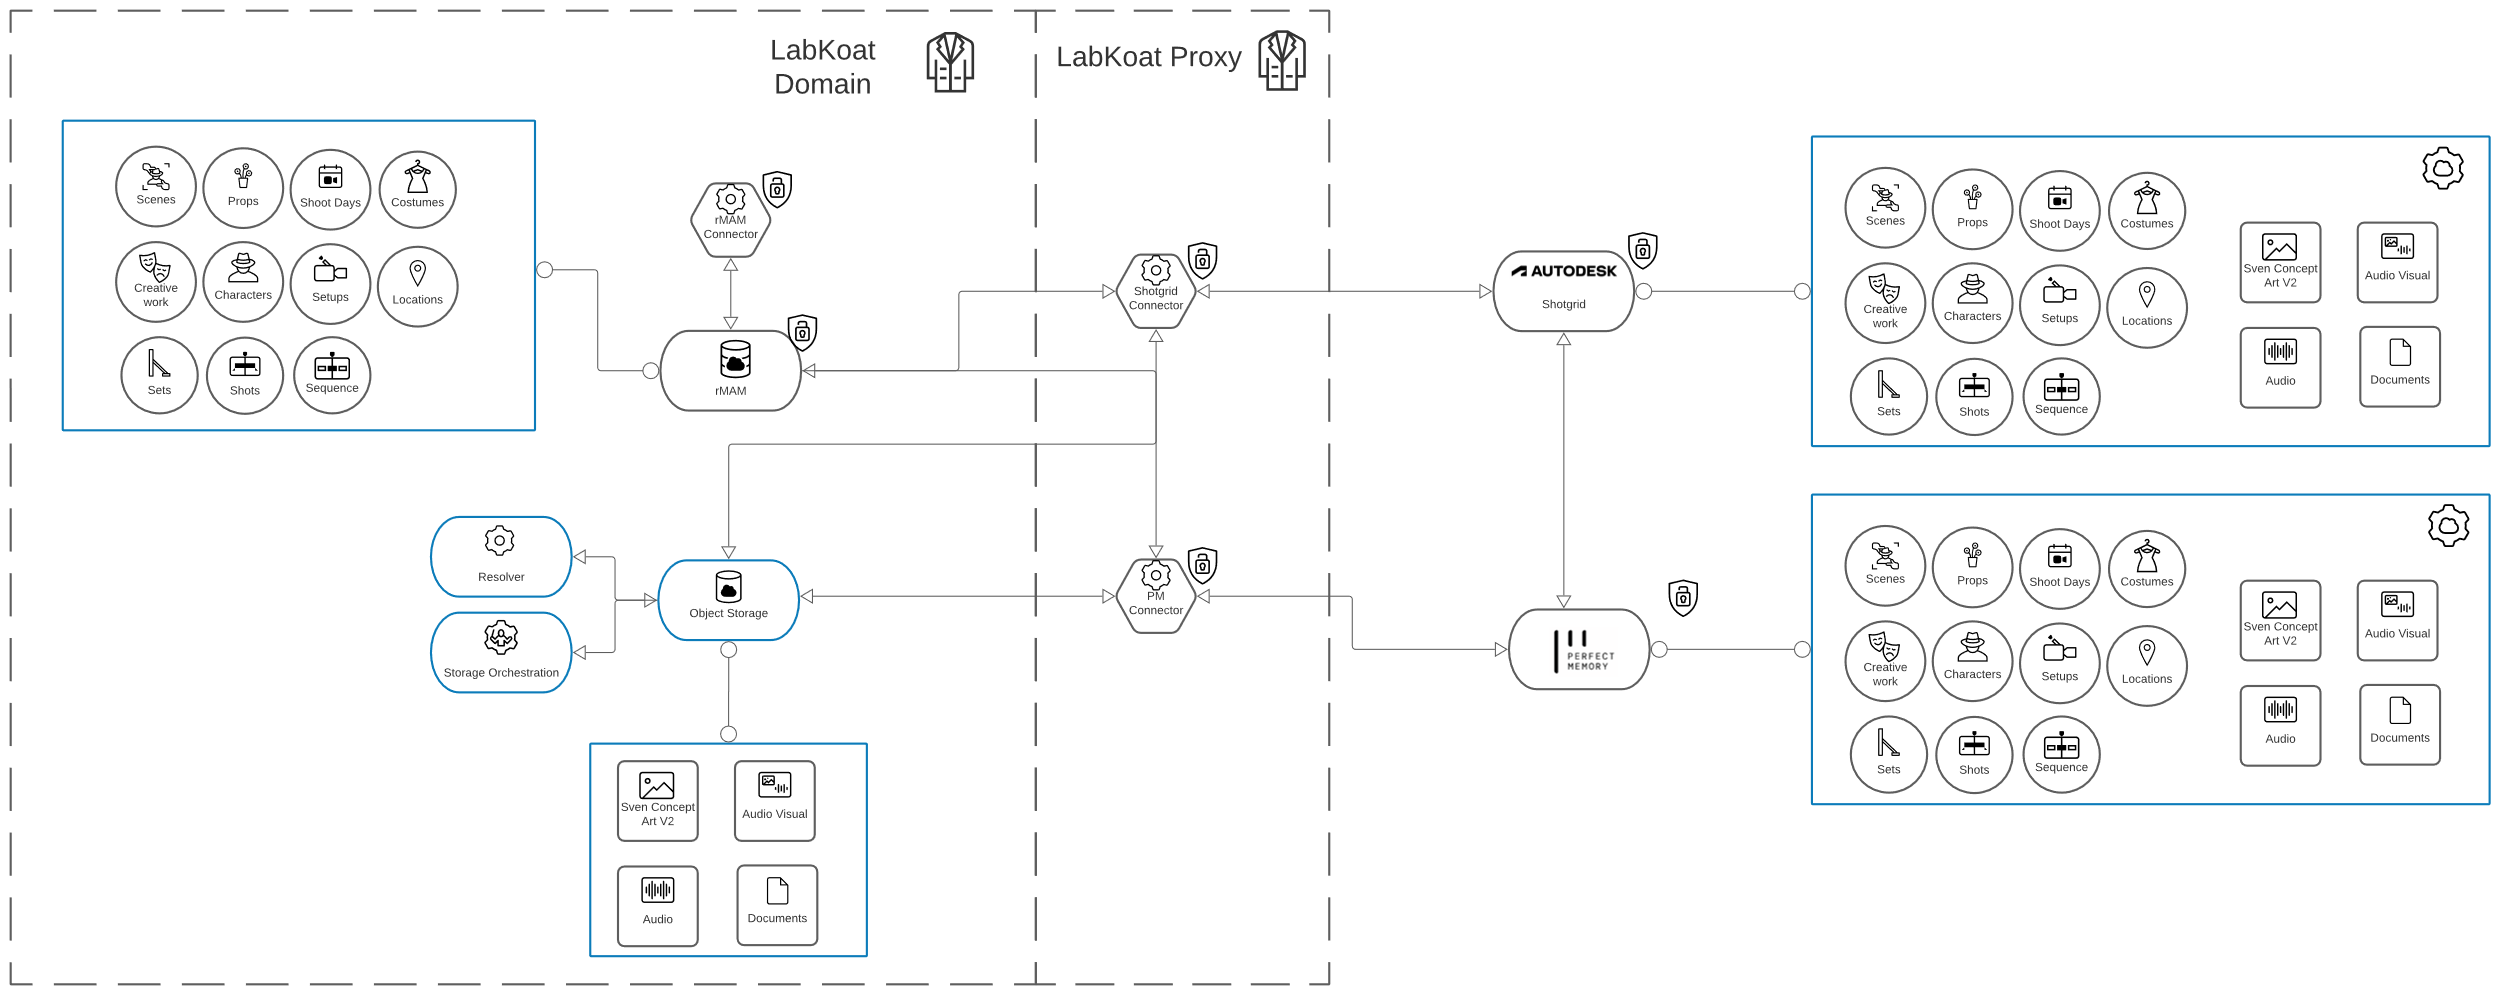 LabKoat
Domain
LabKoat Proxy
Scenes
Props
Shoot Days
Costumes
Creative
work
Characters
Setups
Locations
Sets
Shots
Sequence
rMAM
Connector
rMAM
Shotgrid
Connector
AUTODESK
Shotgrid
Scenes
Props
Shoot Days
Costumes
Creative
work
Characters
Setups
Locations
Sets
Shots
Sequence
Sven Concept
Art V2
Audio Visual
Audio
Documents
Resolver
Storage Orchestration
Object Storage
PM
Connector
PERFECT
MEMORY
Scenes
Props
Shoot Days
Costumes
Creative
work
Characters
Setups
Locations
Sets
Shots
Sequence
Sven Concept
Art V2
Audio Visual
Audio
Documents
Sven Concept
Art V2
Audio Visual
Audio
Documents